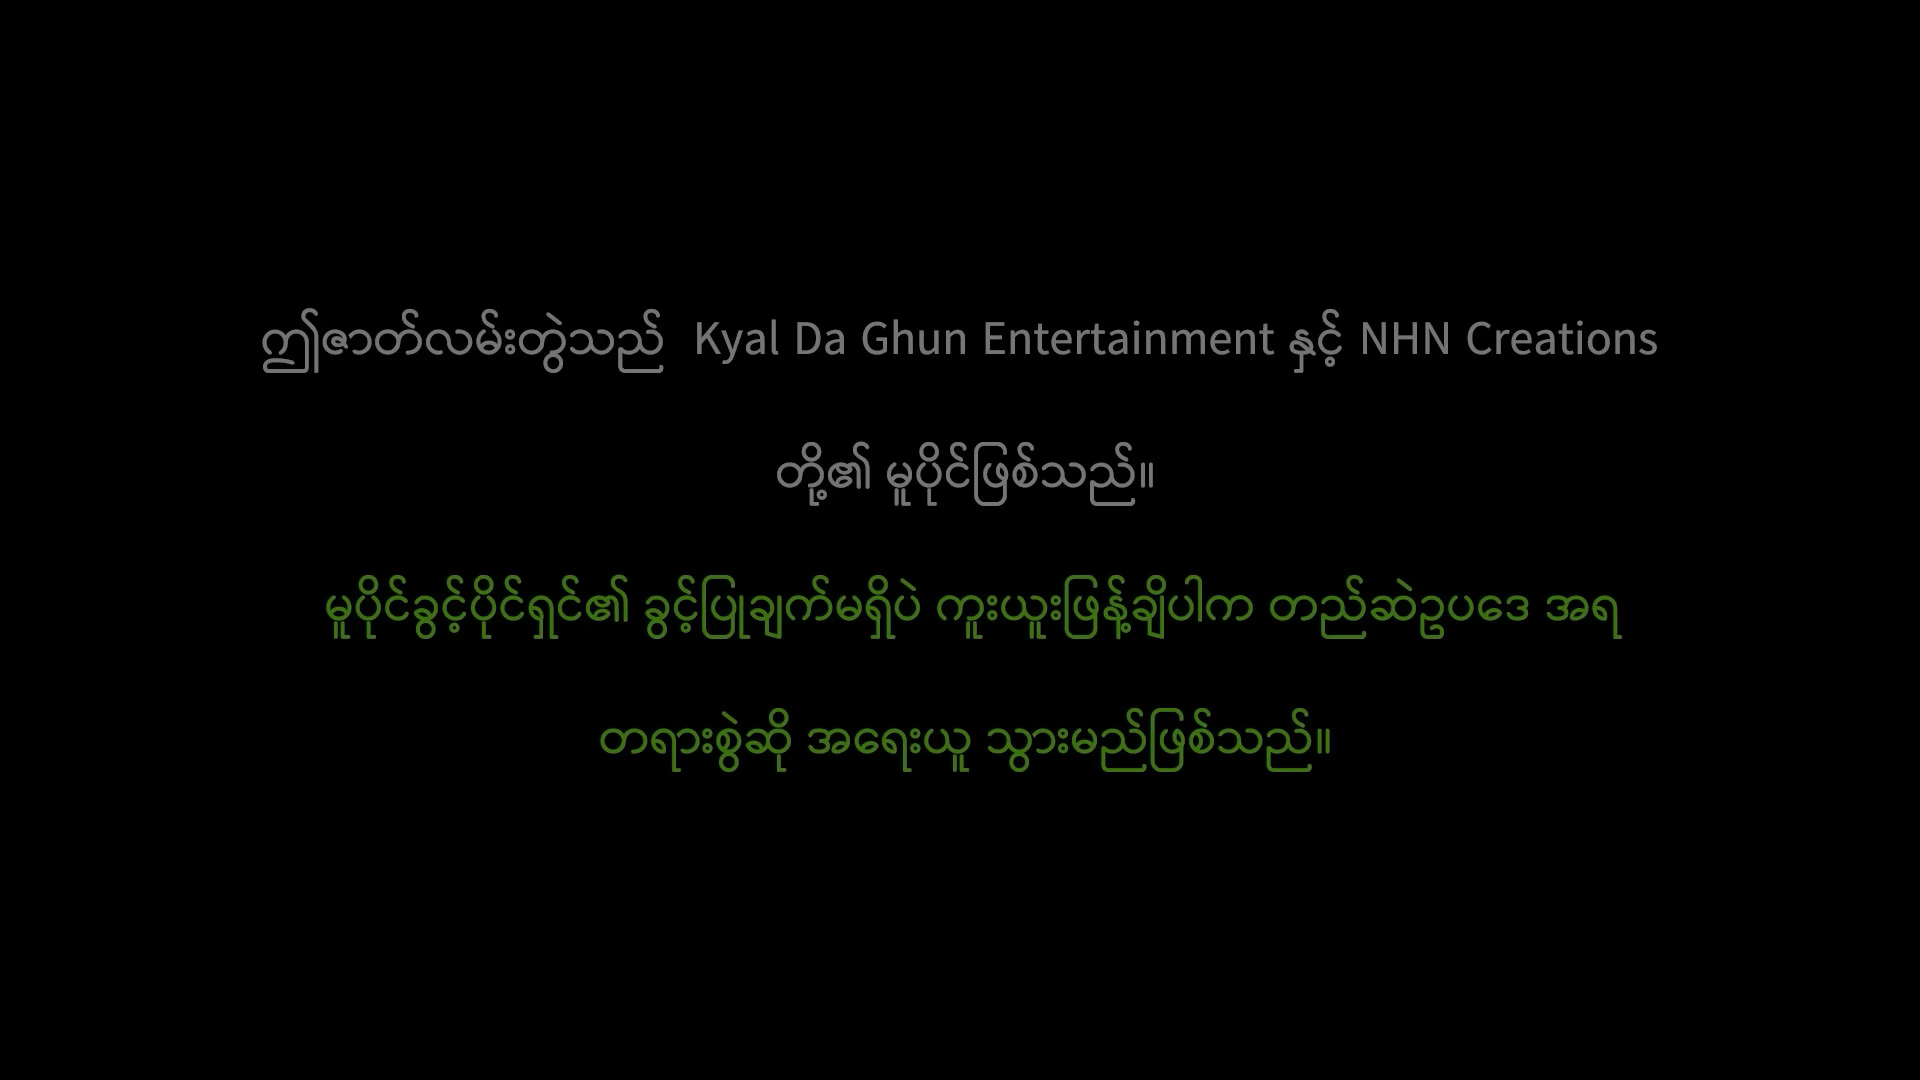 ဤဇာတ်လမ်းတွဲသည် Kyal Da Ghun Entertainment နှင့် NHN Creations
တို့၏ မူပိုင်ဖြစ်သည်။
မူပိုင်ခွင့်ပိုင်ရှင်၏ ခွင့်ပြုချက်မရှိပဲ ကူးယူးဖြန့်ချိပါက တည်ဆဲဥပဒေ အရ
တရားစွဲဆို အရေးယူ သွားမည်ဖြစ်သည်။